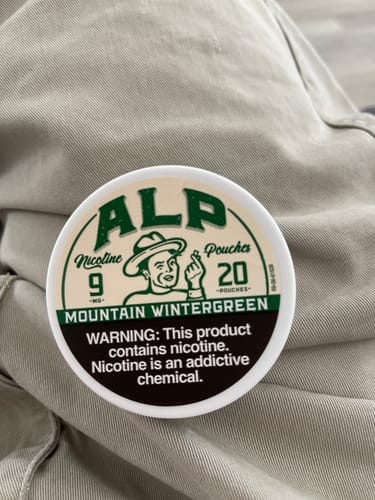 ALP
Nicotine Pouches
9 20
-MG- -POUCHES-
MOUNTAIN WINTERGREEN
WARNING: This product
contains nicotine.
Nicotine is an addictive
chemical.